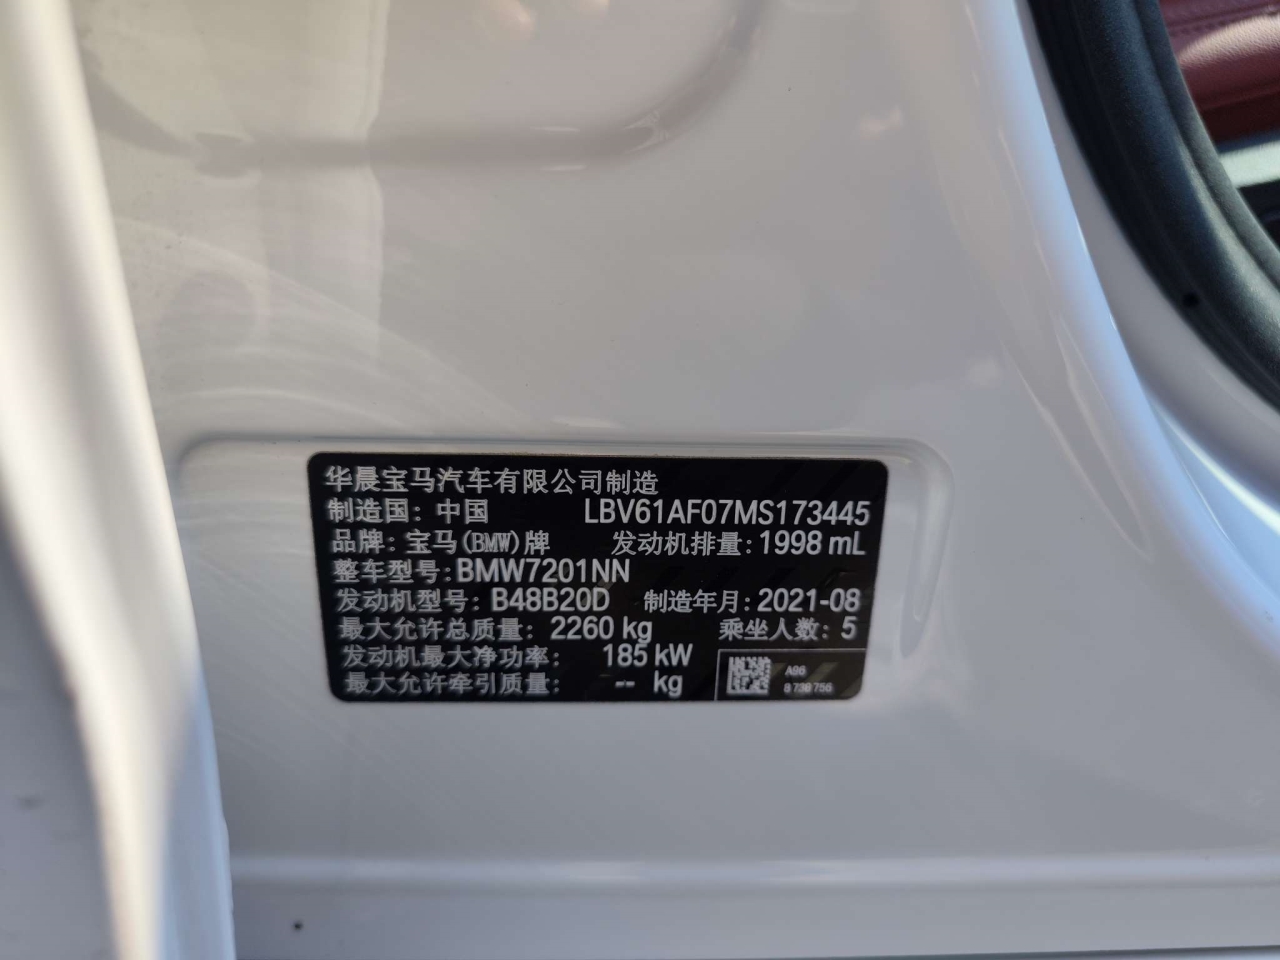 华晨宝马汽车有限公司制造
制造国: 中国 LBV61AF07MS173445
品牌: 宝马(BMW)牌 发动机排量: 1998 mL
整车型号: BMW7201NN
发动机型号: B48B20D 制造年月: 2021-08
最大允许总质量: 2260 kg 乘坐人数: 5
发动机最大净功率: 185 kW
最大允许牵引质量: -- kg
A96